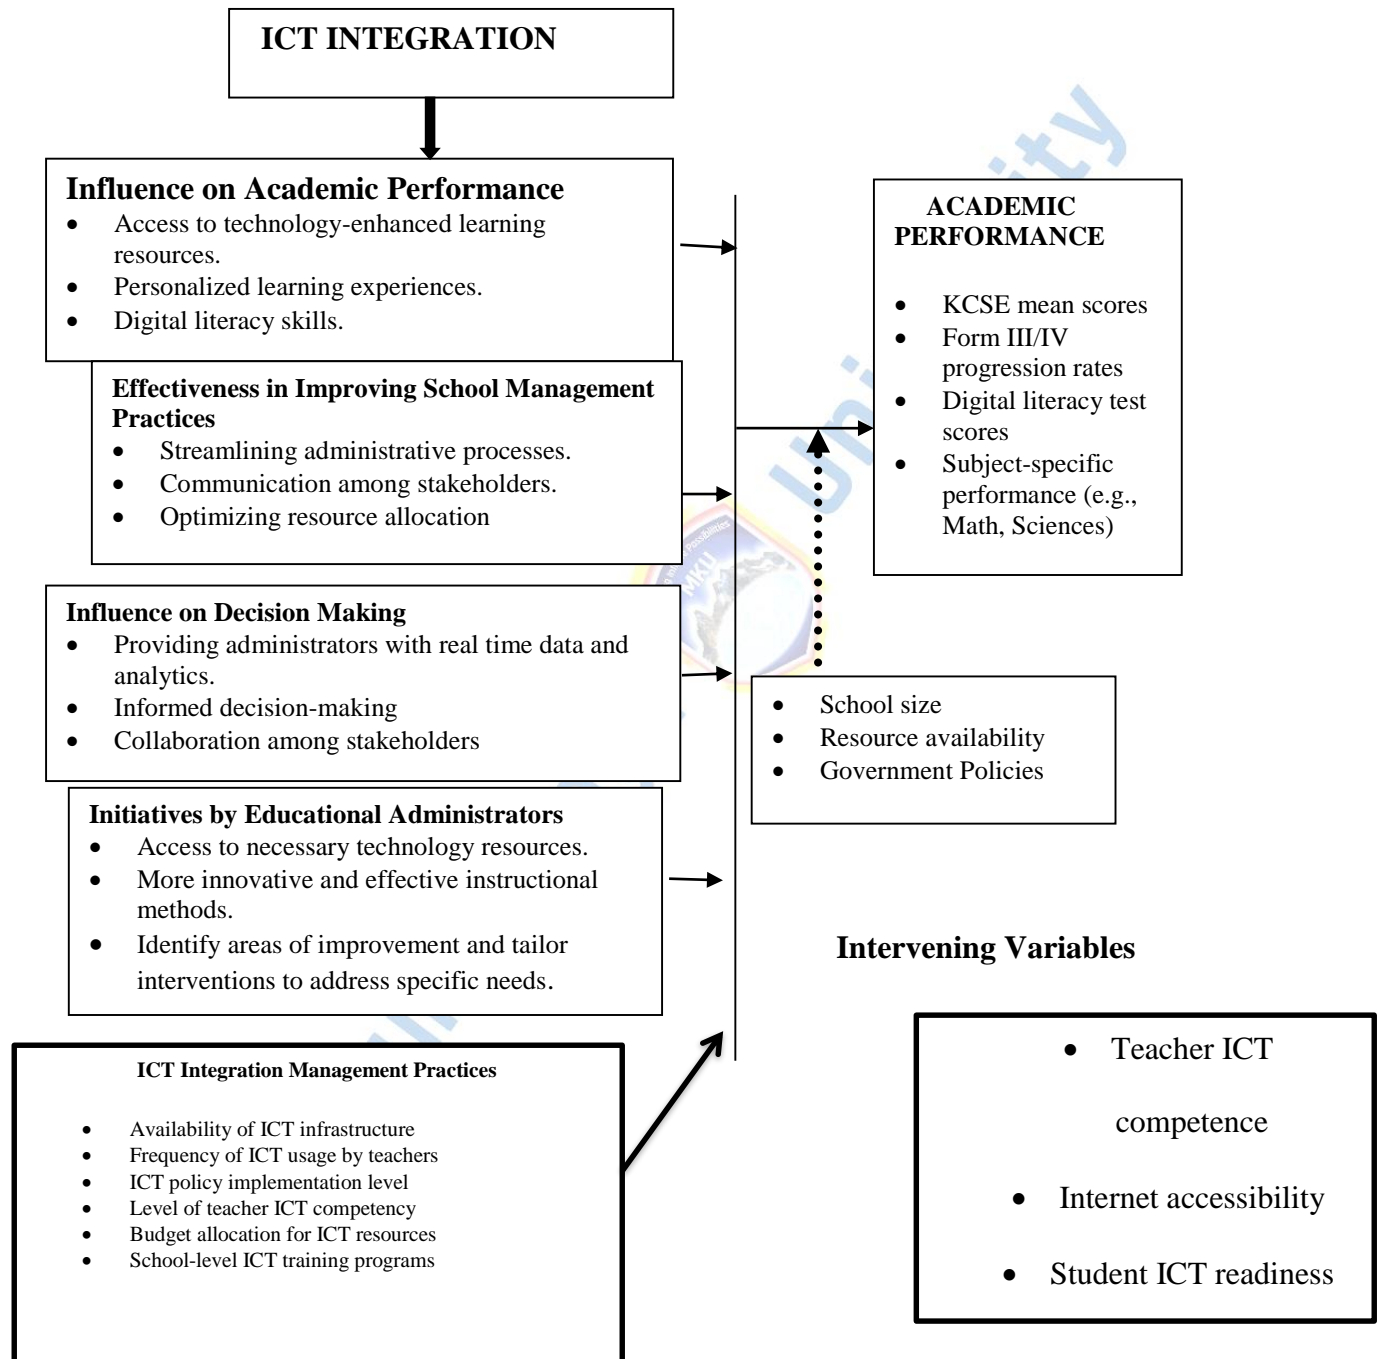 ICT INTEGRATION
Influence on Academic Performance
• Access to technology-enhanced learning
resources.
• Personalized learning experiences.
• Digital literacy skills.
Effectiveness in Improving School Management
Practices
• Streamlining administrative processes.
• Communication among stakeholders.
• Optimizing resource allocation
Influence on Decision Making
• Providing administrators with real time data and
analytics.
• Informed decision-making
• Collaboration among stakeholders
Initiatives by Educational Administrators
• Access to necessary technology resources.
• More innovative and effective instructional
methods.
• Identify areas of improvement and tailor
interventions to address specific needs.
ICT Integration Management Practices
• Availability of ICT infrastructure
• Frequency of ICT usage by teachers
• ICT policy implementation level
• Level of teacher ICT competency
• Budget allocation for ICT resources
• School-level ICT training programs
ACADEMIC
PERFORMANCE
• KCSE mean scores
• Form III/IV
progression rates
• Digital literacy test
scores
• Subject-specific
performance (e.g.,
Math, Sciences)
• School size
• Resource availability
• Government Policies
Intervening Variables
• Teacher ICT
competence
• Internet accessibility
• Student ICT readiness
MKU